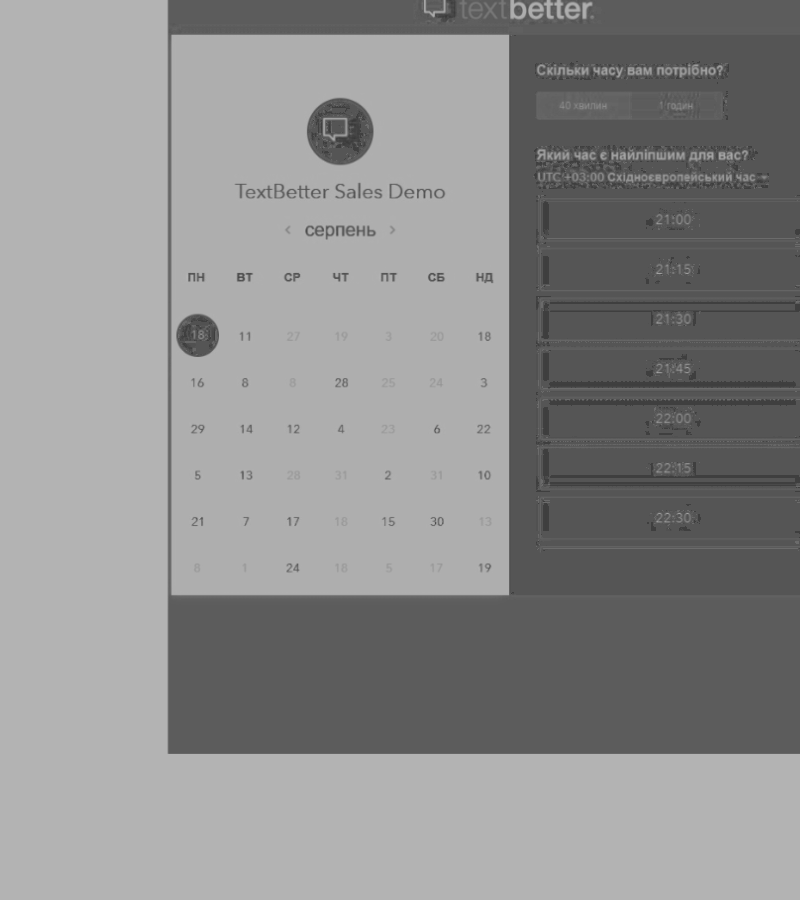 textbetter.
TextBetter Sales Demo
‹ серпень ›
ПН ВТ СР ЧТ ПТ СБ НД
18 11 27 19 3 20 18
16 8 8 28 25 24 3
29 14 12 4 23 6 22
5 13 28 31 2 31 10
21 7 17 18 15 30 13
8 1 24 18 5 17 19
Скільки часу вам потрібно?
40 хвилин 1 годин
Який час є найліпшим для вас?
UTC +03:00 Східноєвропейський час
21:00
21:15
21:30
21:45
22:00
22:15
22:30